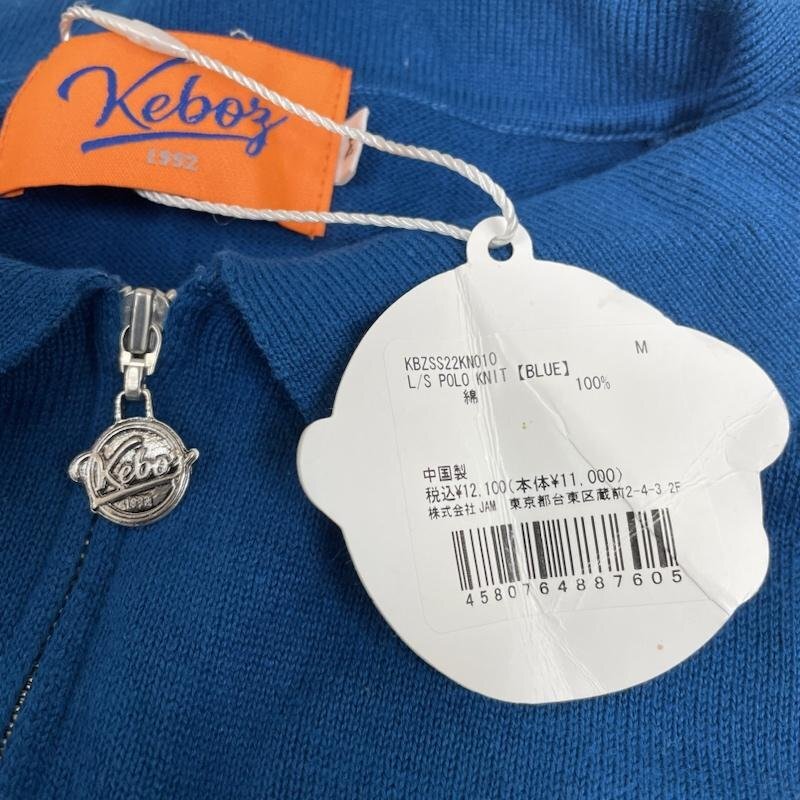 Keboz
1992
Keboz
1992
KBZSS22KN010 M
L/S POLO KNIT【BLUE】
綿 100%
中国製
税込¥12,100(本体¥11,000)
株式会社JAM 東京都台東区蔵前2-4-3 2F
4580764887605